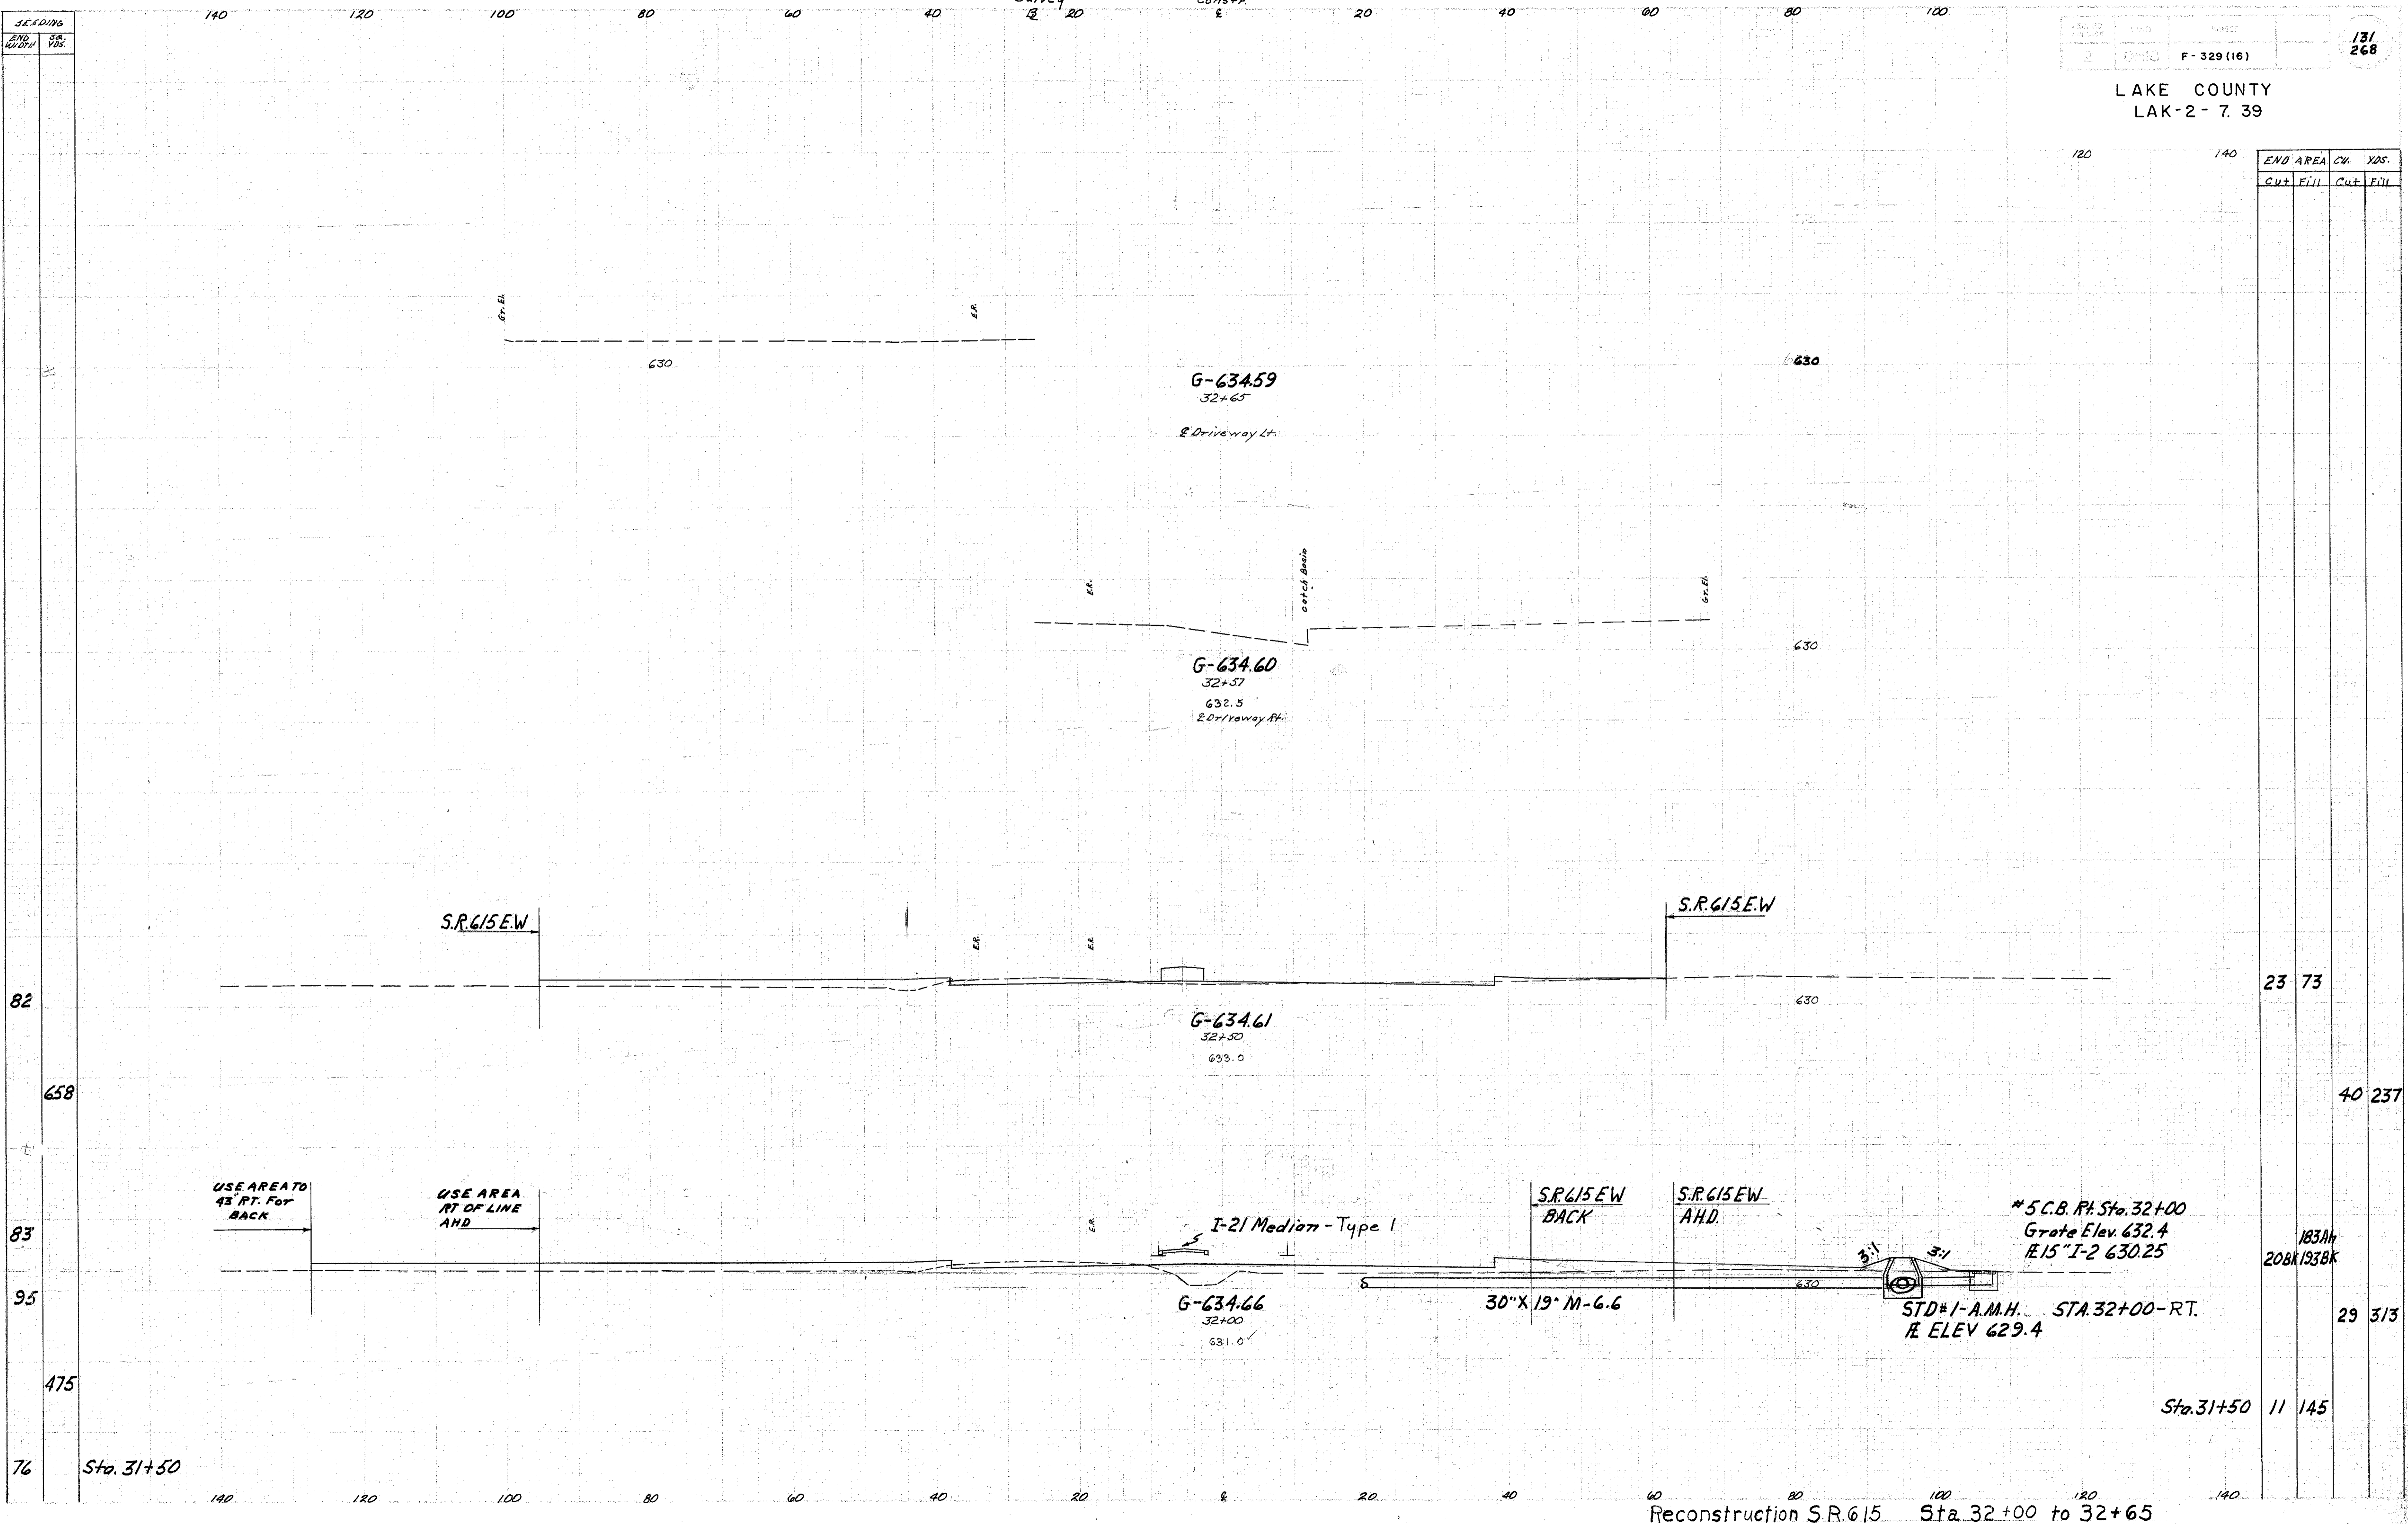 SEEDING
END WIDTH SQ. YDS.
140 120 100 80 60 40 Survey B 20 Constr. ℄ 20 40 60 80 100
F-329(16)
131
268
LAKE COUNTY
LAK-2-7.39
120 140
END AREA CU. YDS.
Cut Fill Cut Fill
Gr. El.
E.R.
630
630
G-634.59
32+65
℄ Driveway Lt.
E.R.
Catch Basin
Gr. El.
630
G-634.60
32+57
632.5
℄ Driveway Rt.
S.R.615 E.W
E.R.
E.R.
S.R.615 E.W
82
23 73
630
G-634.61
32+50
633.0
658
40 237
USE AREA TO
43' RT. For
BACK
USE AREA
RT OF LINE
AHD
E.R.
I-21 Median - Type 1
S.R.615 EW
BACK
S.R.615 EW
AHD.
3:1
3:1
#5 C.B. Rt. Sta. 32+00
Grate Elev. 632.4
℄ 15" I-2 630.25
83
183AH
20BK 193BK
95
630
G-634.66
32+00
631.0
30" X 19" M-6.6
STD #1-A.M.H. STA. 32+00-RT.
℄ ELEV 629.4
29 313
475
Sta. 31+50 11 145
76 Sta. 31+50
140 120 100 80 60 40 20 ℄ 20 40 60 80 100 120 140
Reconstruction S.R. 615 Sta. 32+00 to 32+65